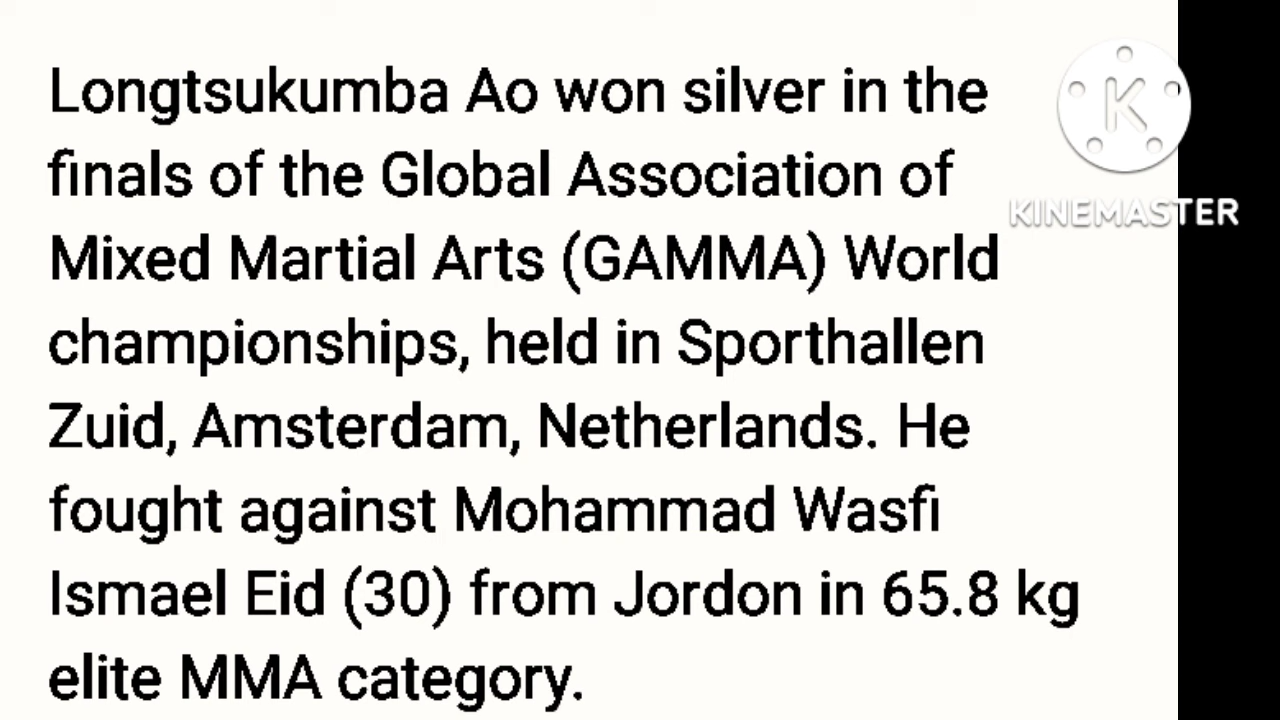 Longtsukumba Ao won silver in the
finals of the Global Association of
Mixed Martial Arts (GAMMA) World
championships, held in Sporthallen
Zuid, Amsterdam, Netherlands. He
fought against Mohammad Wasfi
Ismael Eid (30) from Jordon in 65.8 kg
elite MMA category.
K
KINEMASTER